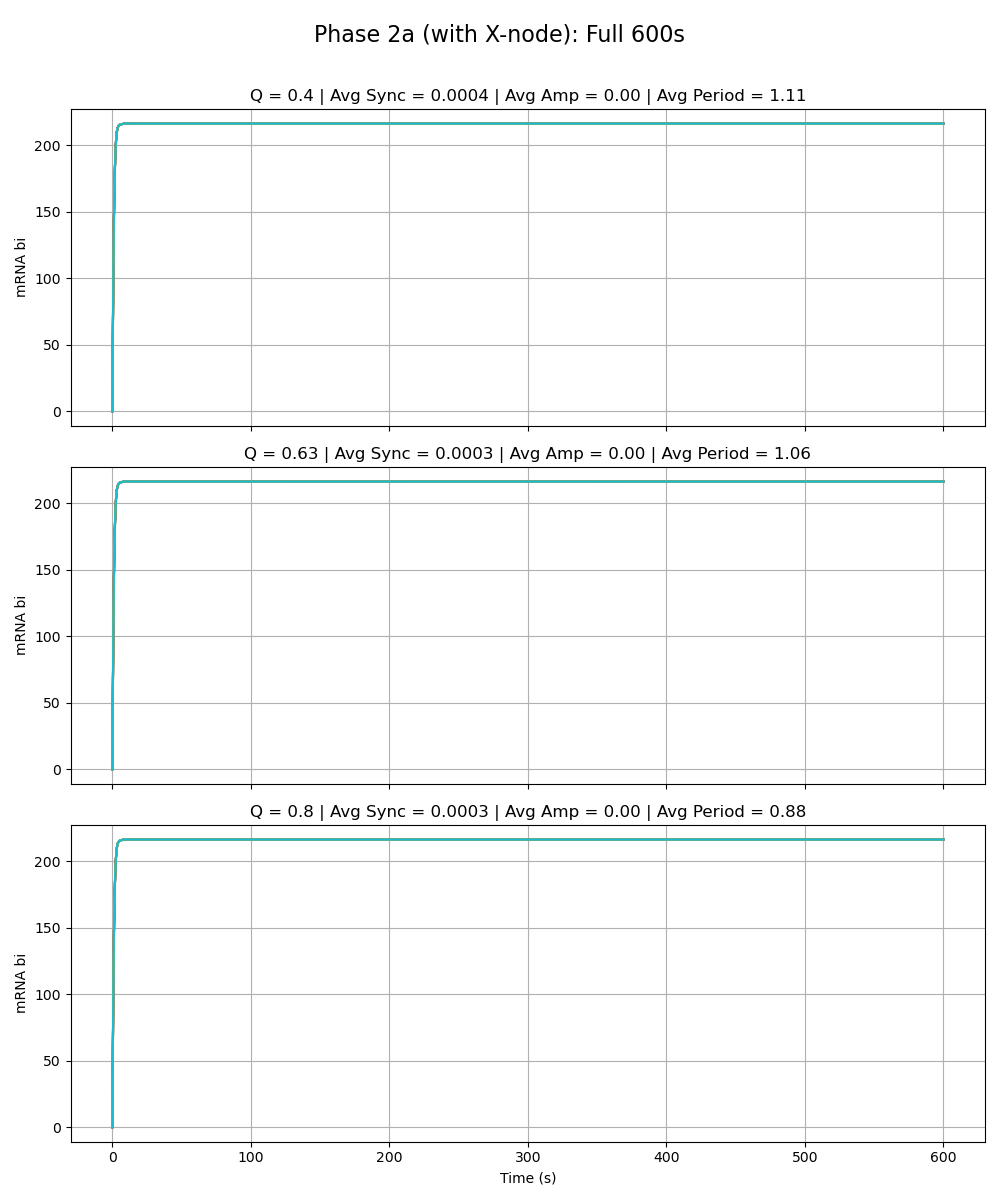 Phase 2a (with X-node): Full 600s
Q = 0.4 | Avg Sync = 0.0004 | Avg Amp = 0.00 | Avg Period = 1.11
200
150
100
50
0
mRNA bi
Q = 0.63 | Avg Sync = 0.0003 | Avg Amp = 0.00 | Avg Period = 1.06
200
150
100
50
0
mRNA bi
Q = 0.8 | Avg Sync = 0.0003 | Avg Amp = 0.00 | Avg Period = 0.88
200
150
100
50
0
mRNA bi
0 100 200 300 400 500 600
Time (s)